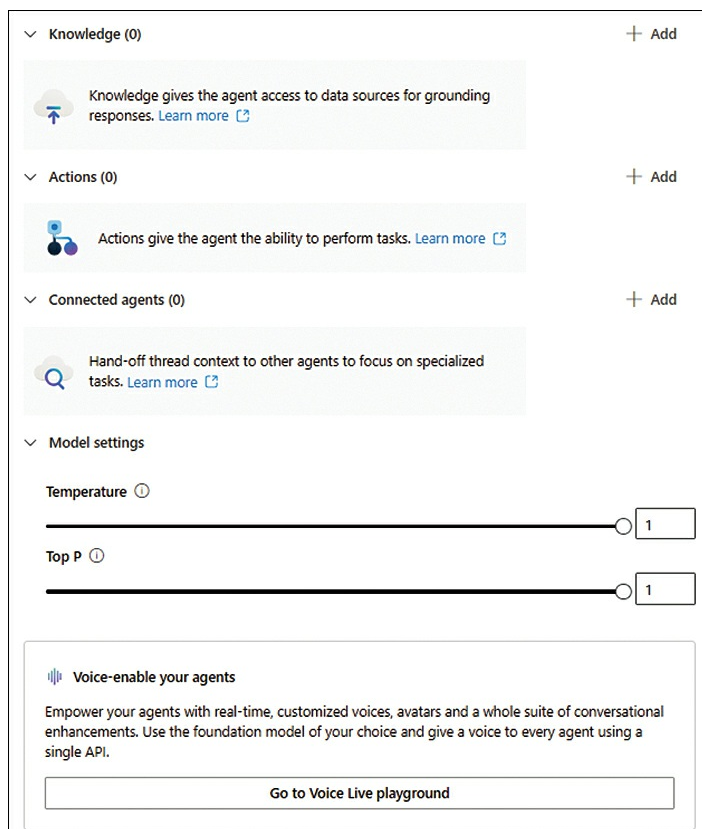 Knowledge (0)
+ Add
Knowledge gives the agent access to data sources for grounding
responses. Learn more
Actions (0)
+ Add
Actions give the agent the ability to perform tasks. Learn more
Connected agents (0)
+ Add
Hand-off thread context to other agents to focus on specialized
tasks. Learn more
Model settings
Temperature
1
Top P
1
Voice-enable your agents
Empower your agents with real-time, customized voices, avatars and a whole suite of conversational
enhancements. Use the foundation model of your choice and give a voice to every agent using a
single API.
Go to Voice Live playground